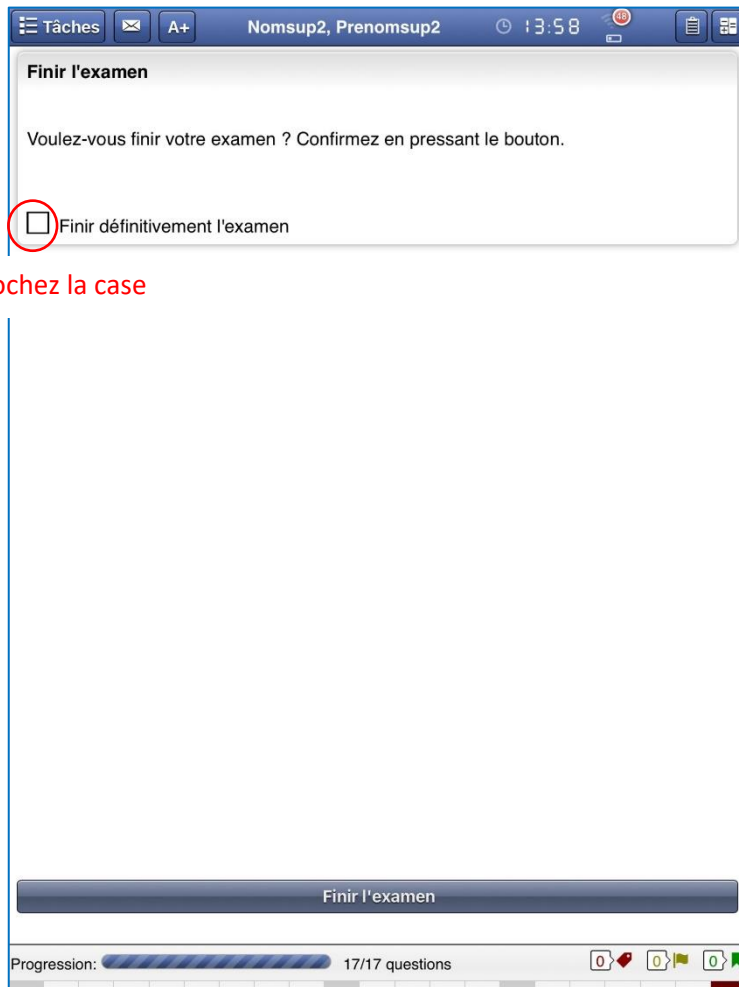 Tâches A+ Nomsup2, Prenomsup2 13:58 48
Finir l'examen
Voulez-vous finir votre examen ? Confirmez en pressant le bouton.
Finir définitivement l'examen
ochez la case
Finir l'examen
Progression: 17/17 questions 0 0 0